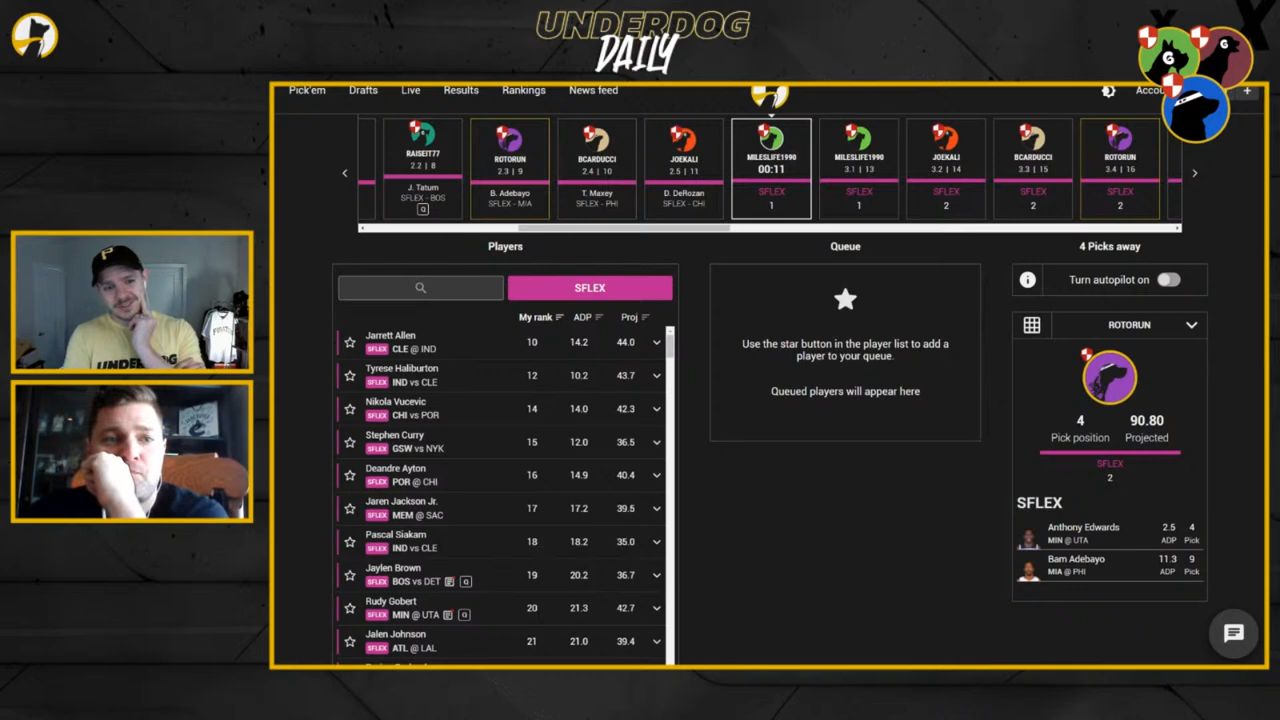 UNDERDOG
DAILY
Pick'em Drafts Live Results Rankings News feed
RAISEIT77
2.2 | 8
J. Tatum
SFLEX - BOS
Q
ROTORUN
2.3 | 9
B. Adebayo
SFLEX - MIA
BCARDUCCI
2.4 | 10
T. Maxey
SFLEX - PHI
JOEKALI
2.5 | 11
D. DeRozan
SFLEX - CHI
MILESLIFE1990
00:11
SFLEX
1
MILESLIFE1990
3.1 | 13
SFLEX
1
JOEKALI
3.2 | 14
SFLEX
2
BCARDUCCI
3.3 | 15
SFLEX
2
ROTORUN
3.4 | 16
SFLEX
2
Players
SFLEX
My rank ADP Proj
Jarrett Allen
SFLEX CLE @ IND 10 14.2 44.0
Tyrese Haliburton
SFLEX IND vs CLE 12 10.2 43.7
Nikola Vucevic
SFLEX CHI vs POR 14 14.0 42.3
Stephen Curry
SFLEX GSW vs NYK 15 12.0 36.5
Deandre Ayton
SFLEX POR @ CHI 16 14.9 40.4
Jaren Jackson Jr.
SFLEX MEM @ SAC 17 17.2 39.5
Pascal Siakam
SFLEX IND vs CLE 18 18.2 35.0
Jaylen Brown
SFLEX BOS vs DET Q 19 20.2 36.7
Rudy Gobert
SFLEX MIN @ UTA Q 20 21.3 42.7
Jalen Johnson
SFLEX ATL @ LAL 21 21.0 39.4
Queue
Use the star button in the player list to add a
player to your queue.
Queued players will appear here
4 Picks away
Turn autopilot on
ROTORUN
4 90.80
Pick position Projected
SFLEX
2
SFLEX
Anthony Edwards 2.5 4
MIN @ UTA ADP Pick
Bam Adebayo 11.3 9
MIA @ PHI ADP Pick
G
G
P
UNDERDOG